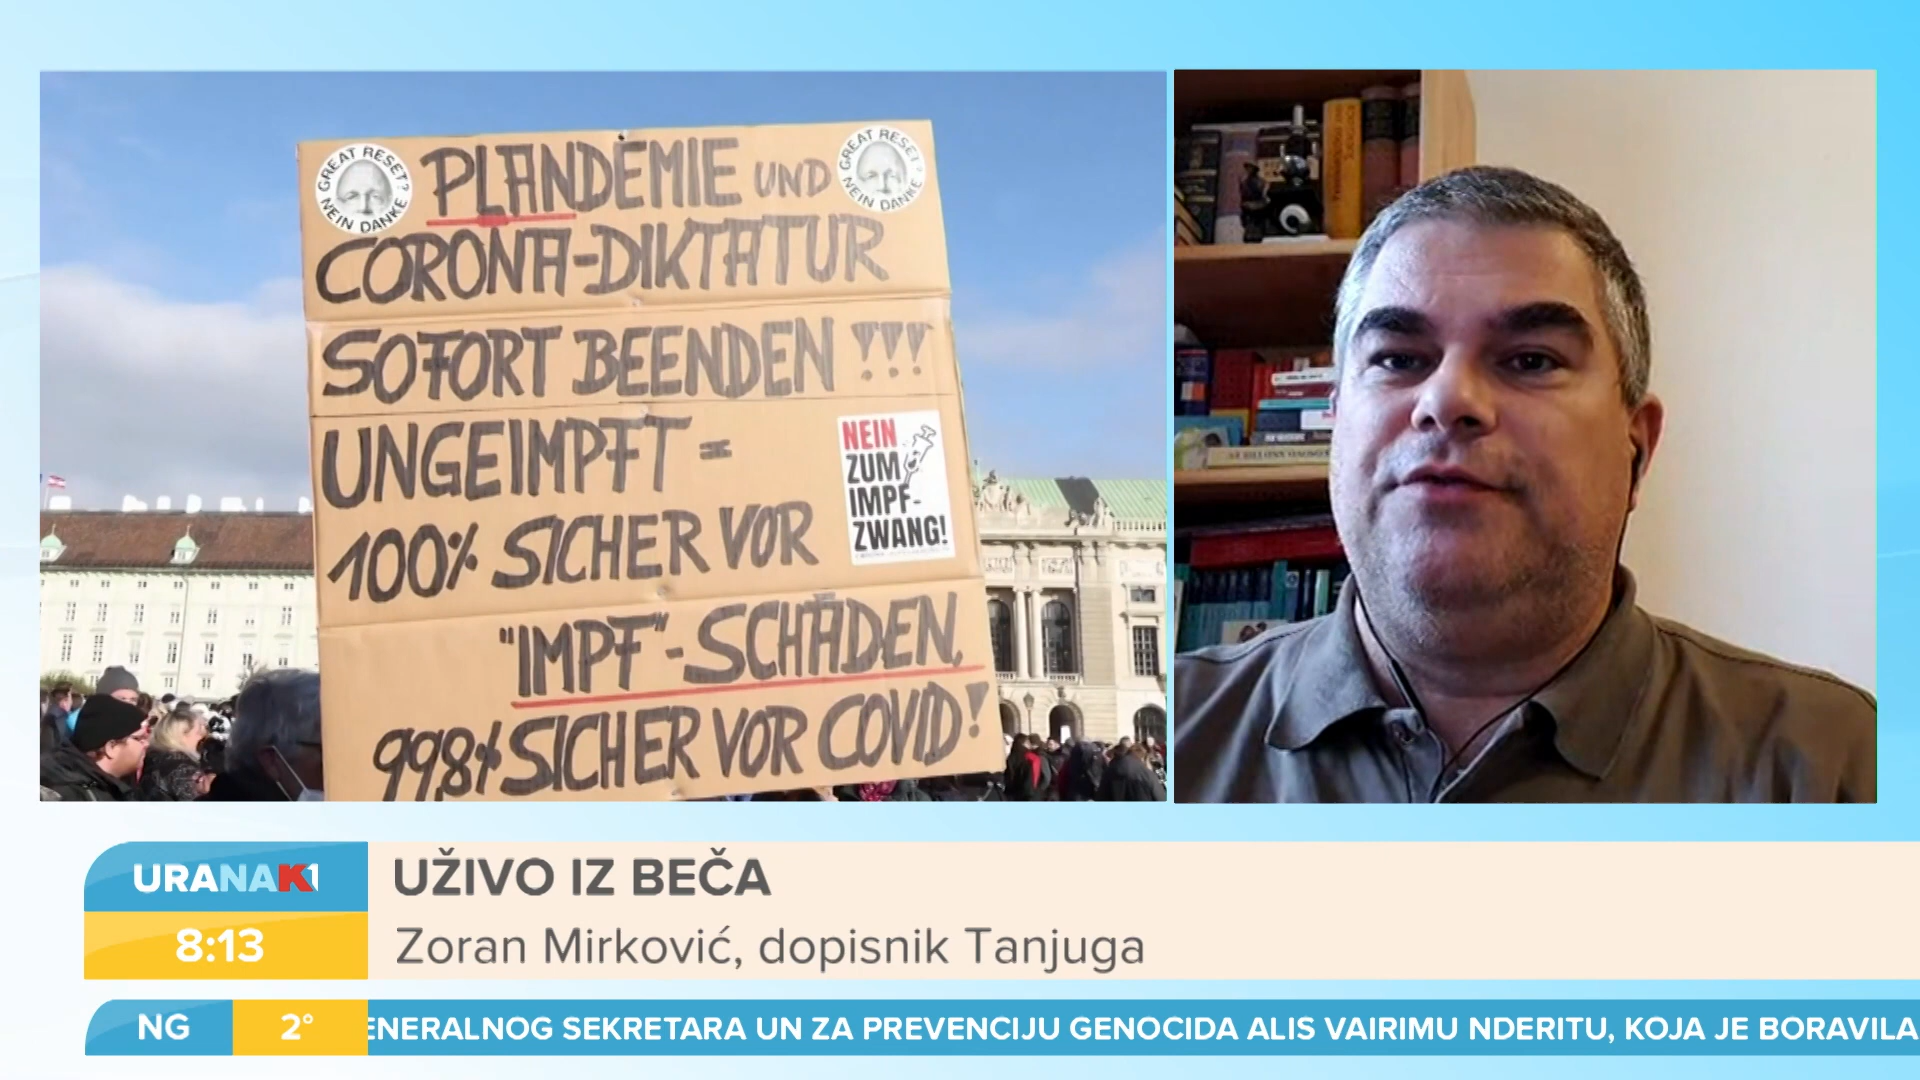 GREAT RESET? NEIN DANKE
PLANDEMIE UND
GREAT RESET? NEIN DANKE
CORONA-DIKTATUR
SOFORT BEENDEN !!!
UNGEIMPFT =
100% SICHER VOR
"IMPF"-SCHÄDEN,
99,8% SICHER VOR COVID!
NEIN
ZUM
IMPF-
ZWANG!
URANAK1
8:13
UŽIVO IZ BEČA
Zoran Mirković, dopisnik Tanjuga
NG
2°
ENERALNOG SEKRETARA UN ZA PREVENCIJU GENOCIDA ALIS VAIRIMU NDERITU, KOJA JE BORAVILA